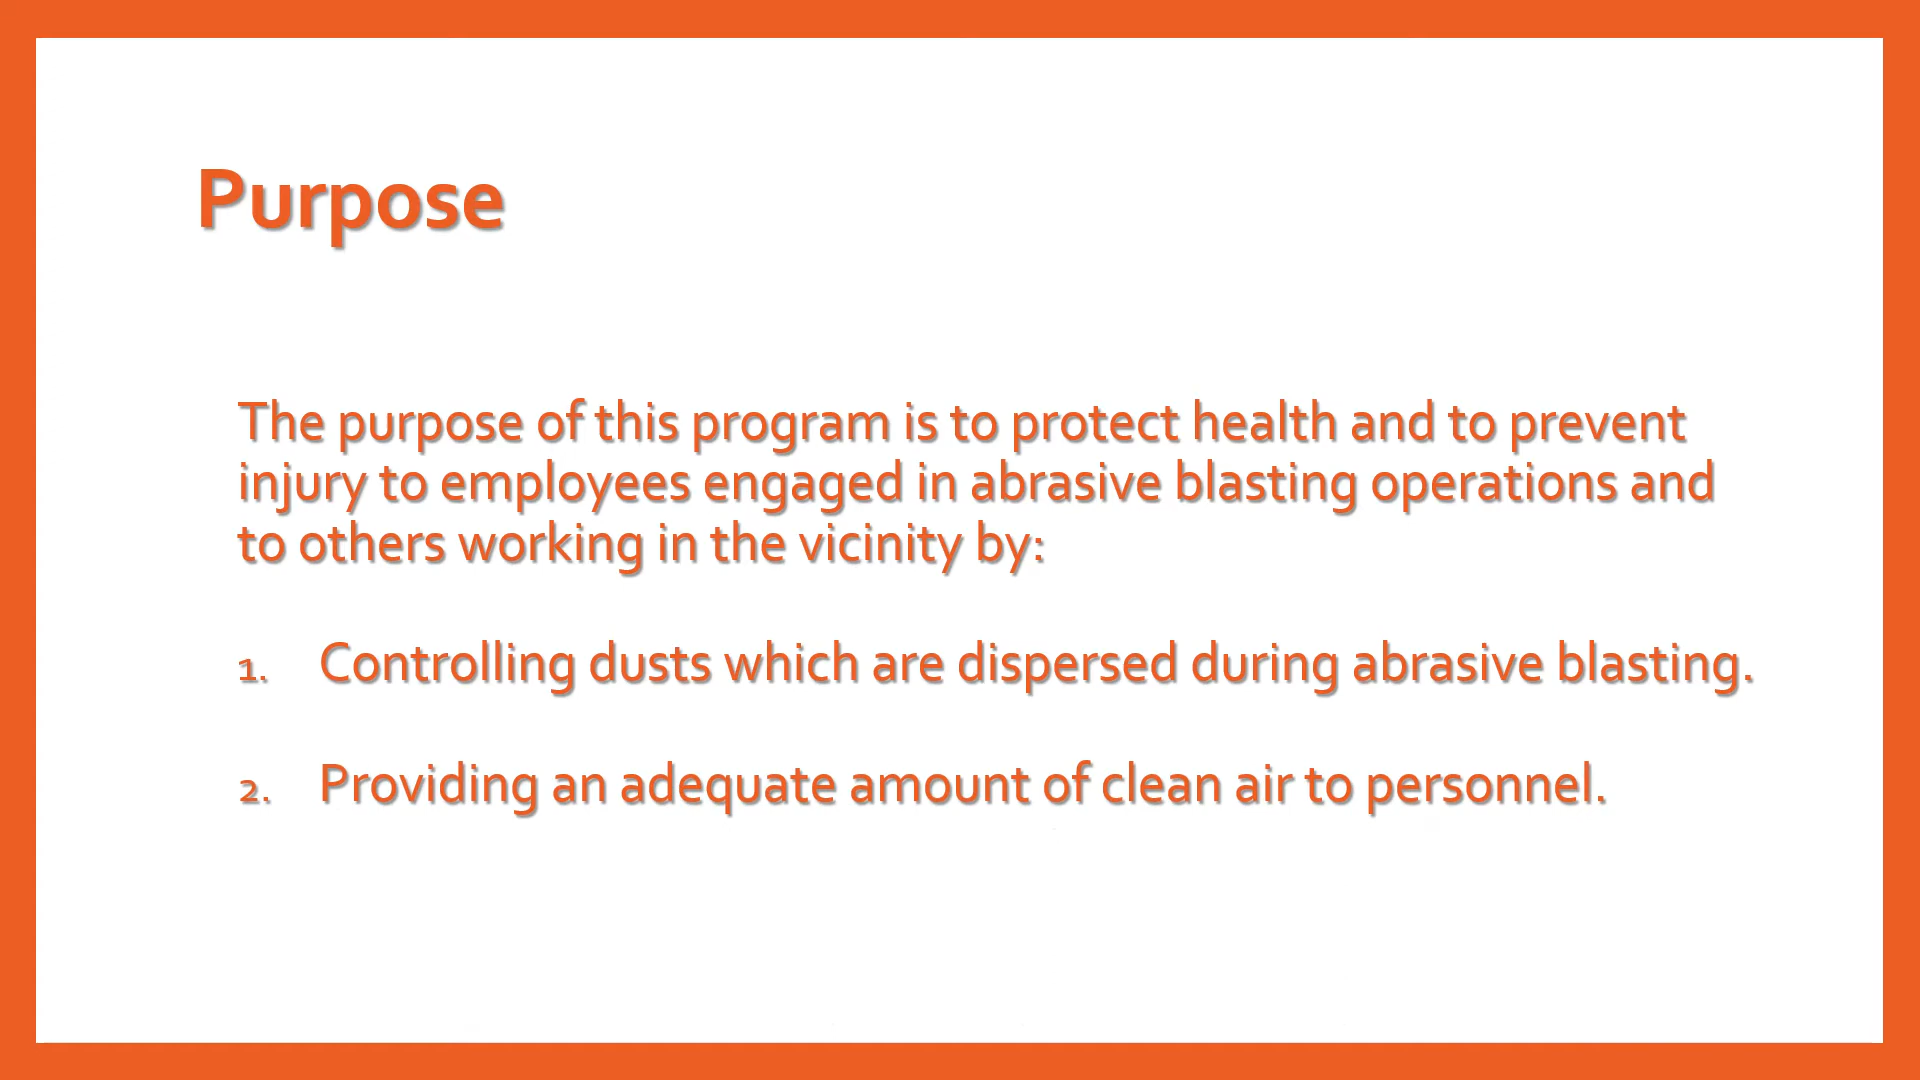 Purpose
The purpose of this program is to protect health and to prevent
injury to employees engaged in abrasive blasting operations and
to others working in the vicinity by:
1. Controlling dusts which are dispersed during abrasive blasting.
2. Providing an adequate amount of clean air to personnel.